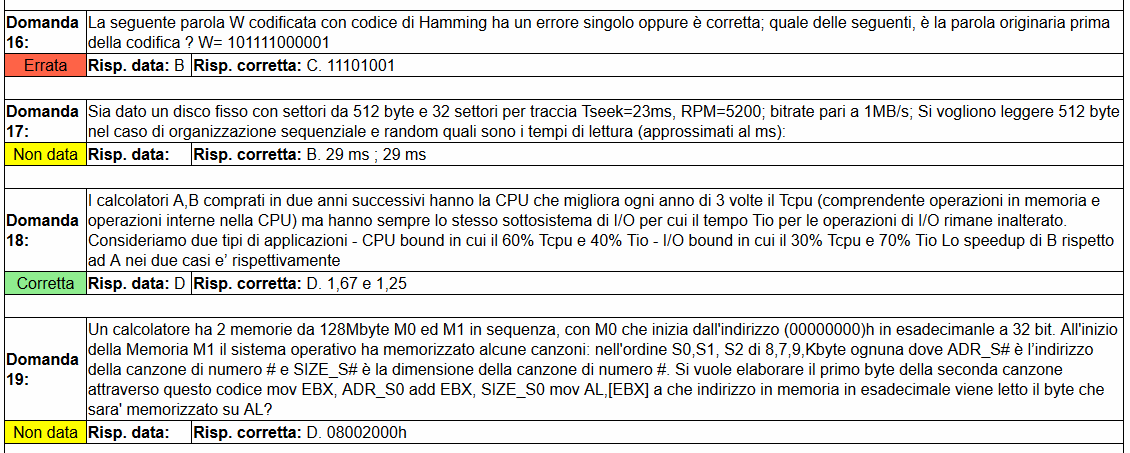 Domanda 16: La seguente parola W codificata con codice di Hamming ha un errore singolo oppure è corretta; quale delle seguenti, è la parola originaria prima
della codifica ? W= 101111000001
Errata Risp. data: B Risp. corretta: C. 11101001
Domanda 17: Sia dato un disco fisso con settori da 512 byte e 32 settori per traccia Tseek=23ms, RPM=5200; bitrate pari a 1MB/s; Si vogliono leggere 512 byte
nel caso di organizzazione sequenziale e random quali sono i tempi di lettura (approssimati al ms):
Non data Risp. data: Risp. corretta: B. 29 ms ; 29 ms
Domanda 18: I calcolatori A,B comprati in due anni successivi hanno la CPU che migliora ogni anno di 3 volte il Tcpu (comprendente operazioni in memoria e
operazioni interne nella CPU) ma hanno sempre lo stesso sottosistema di I/O per cui il tempo Tio per le operazioni di I/O rimane inalterato.
Consideriamo due tipi di applicazioni - CPU bound in cui il 60% Tcpu e 40% Tio - I/O bound in cui il 30% Tcpu e 70% Tio Lo speedup di B rispetto
ad A nei due casi e’ rispettivamente
Corretta Risp. data: D Risp. corretta: D. 1,67 e 1,25
Domanda 19: Un calcolatore ha 2 memorie da 128Mbyte M0 ed M1 in sequenza, con M0 che inizia dall'indirizzo (00000000)h in esadecimanle a 32 bit. All'inizio
della Memoria M1 il sistema operativo ha memorizzato alcune canzoni: nell'ordine S0,S1, S2 di 8,7,9,Kbyte ognuna dove ADR_S# è l’indirizzo
della canzone di numero # e SIZE_S# è la dimensione della canzone di numero #. Si vuole elaborare il primo byte della seconda canzone
attraverso questo codice mov EBX, ADR_S0 add EBX, SIZE_S0 mov AL,[EBX] a che indirizzo in memoria in esadecimale viene letto il byte che
sara' memorizzato su AL?
Non data Risp. data: Risp. corretta: D. 08002000h